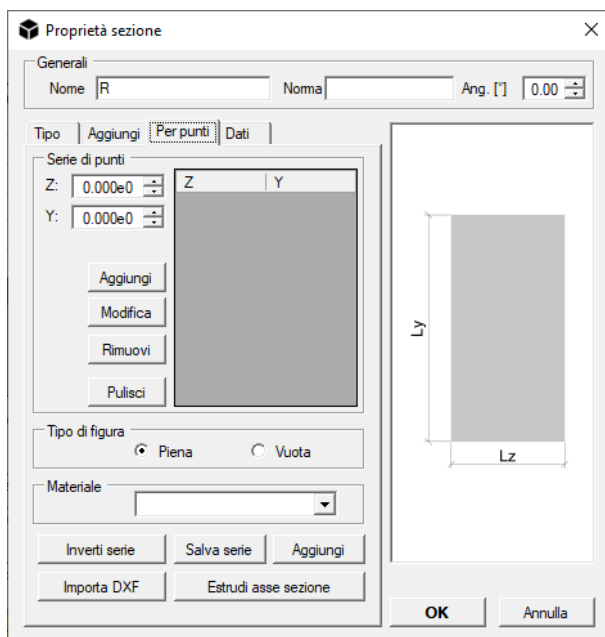 Proprietà sezione
Generali
Nome R Norma Ang. [°] 0.00
Tipo Aggiungi Per punti Dati
Serie di punti
Z: 0.000e0 Z Y
Y: 0.000e0
Aggiungi
Modifica
Rimuovi
Pulisci
Tipo di figura
Piena Vuota
Materiale
Inverti serie Salva serie Aggiungi
Importa DXF Estrudi asse sezione
Ly
Lz
OK Annulla